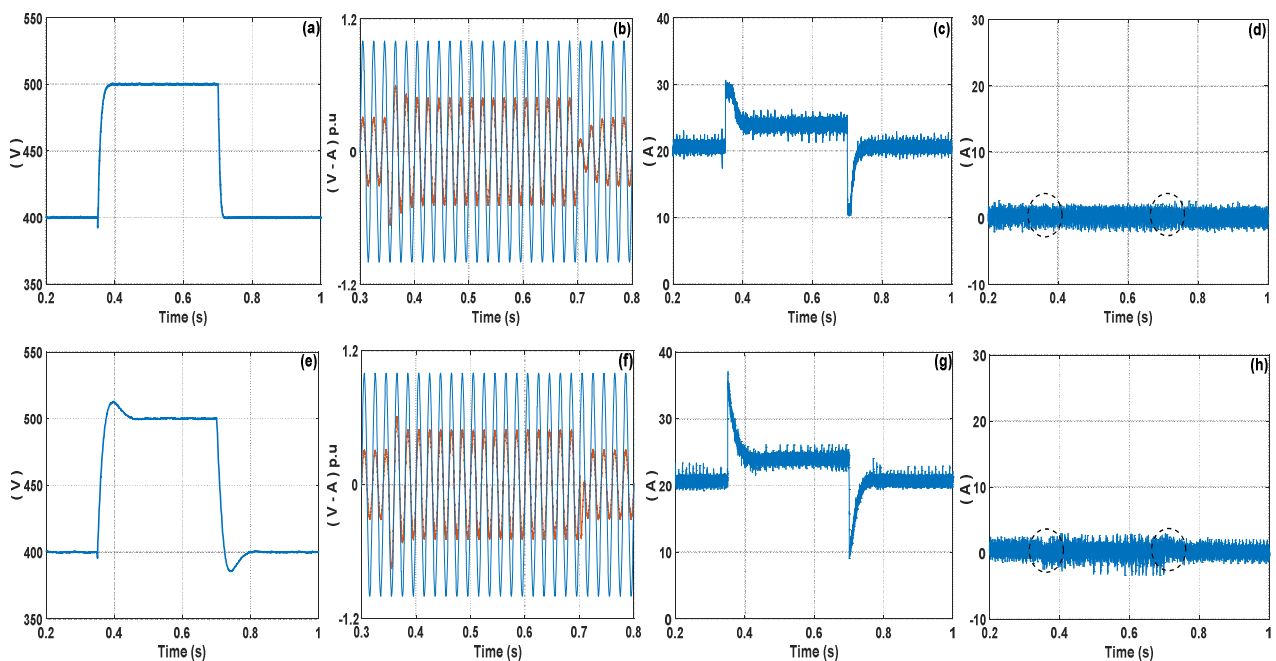 (a)
550
500
450
400
350
( V )
0.2 0.4 0.6 0.8 1
Time (s)
(b)
1.2
0
-1.2
( V - A ) p.u
0.3 0.4 0.5 0.6 0.7 0.8
Time (s)
(c)
40
30
20
10
0
( A )
0.2 0.4 0.6 0.8 1
Time (s)
(d)
30
20
10
0
-10
( A )
0.2 0.4 0.6 0.8 1
Time (s)
(e)
550
500
450
400
350
( V )
0.2 0.4 0.6 0.8 1
Time (s)
(f)
1.2
0
-1.2
( V - A ) p.u
0.3 0.4 0.5 0.6 0.7 0.8
Time (s)
(g)
40
30
20
10
0
( A )
0.2 0.4 0.6 0.8 1
Time (s)
(h)
30
20
10
0
-10
( A )
0.2 0.4 0.6 0.8 1
Time (s)